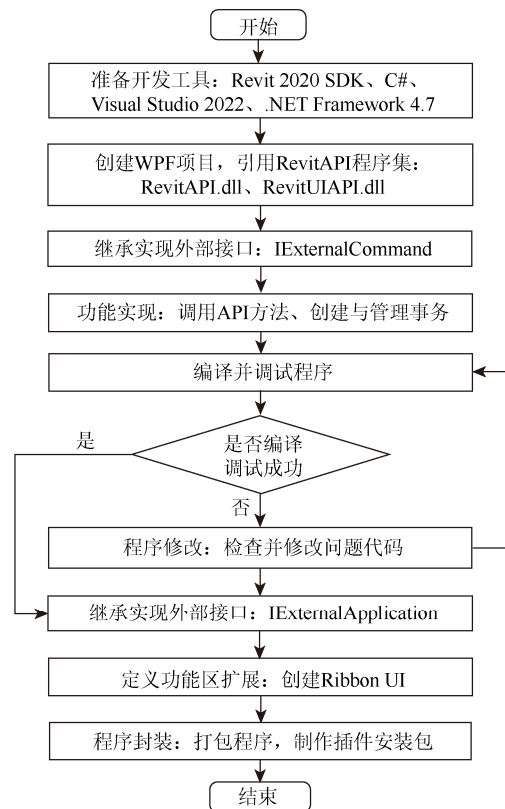 开始
准备开发工具：Revit 2020 SDK、C#、
Visual Studio 2022、.NET Framework 4.7
创建WPF项目，引用RevitAPI程序集：
RevitAPI.dll、RevitUIAPI.dll
继承实现外部接口：IExternalCommand
功能实现：调用API方法、创建与管理事务
编译并调试程序
是
是否编译
调试成功
否
程序修改：检查并修改问题代码
继承实现外部接口：IExternalApplication
定义功能区扩展：创建Ribbon UI
程序封装：打包程序，制作插件安装包
结束